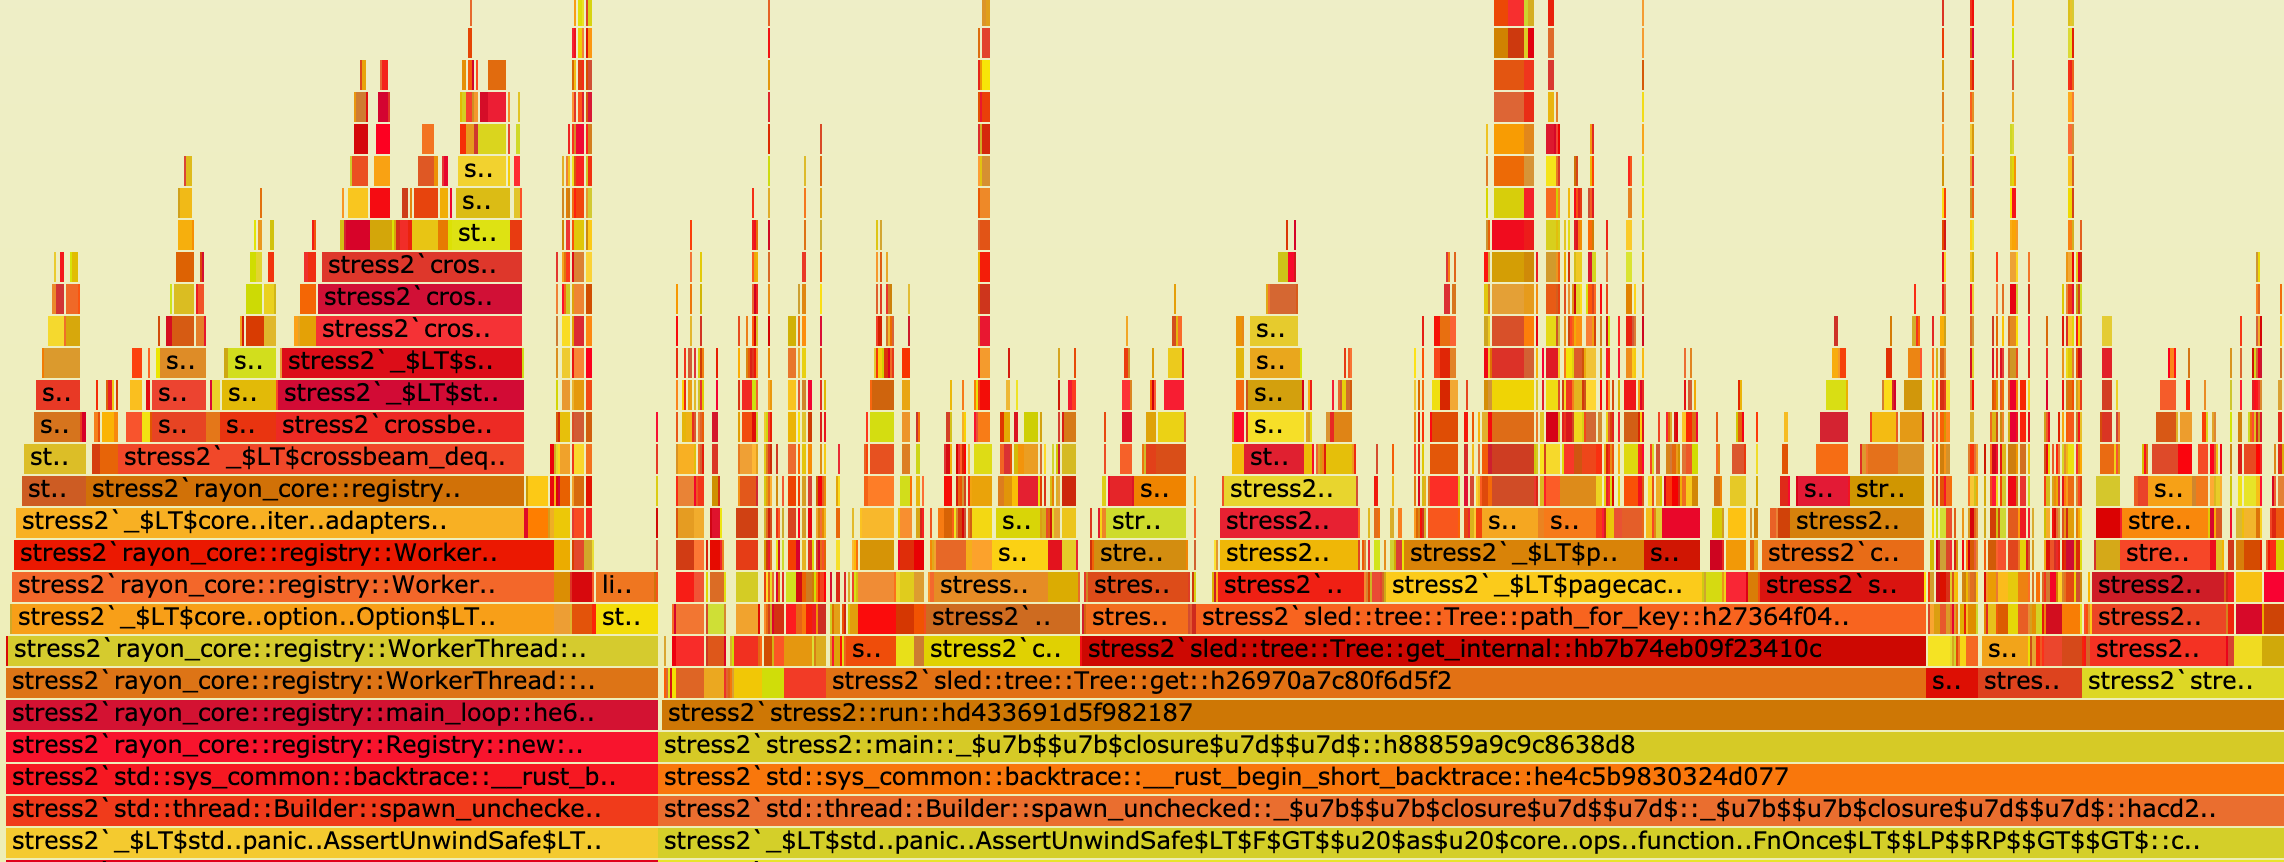 s..
s..
st..
stress2`cros..
stress2`cros..
stress2`cros.. s..
s.. s.. stress2`_$LT$s.. s..
s.. s.. s.. stress2`_$LT$st.. s..
s.. s.. s.. stress2`crossbe.. s..
st.. stress2`_$LT$crossbeam_deq.. st..
st.. stress2`rayon_core::registry.. s.. stress2.. s.. str.. s..
stress2`_$LT$core..iter..adapters.. s.. str.. stress2.. s.. s.. stress2.. stre..
stress2`rayon_core::registry::Worker.. s.. stre.. stress2.. stress2`_$LT$p.. s.. stress2`c.. stre..
stress2`rayon_core::registry::Worker.. li.. stress.. stres.. stress2`.. stress2`_$LT$pagecac.. stress2`s.. stress2..
stress2`_$LT$core..option..Option$LT.. st.. stress2`.. stres.. stress2`sled::tree::Tree::path_for_key::h27364f04.. stress2..
stress2`rayon_core::registry::WorkerThread:.. s.. stress2`c.. stress2`sled::tree::Tree::get_internal::hb7b74eb09f23410c s.. stress2..
stress2`rayon_core::registry::WorkerThread::.. stress2`sled::tree::Tree::get::h26970a7c80f6d5f2 s.. stres.. stress2`stre..
stress2`rayon_core::registry::main_loop::he6.. stress2`stress2::run::hd433691d5f982187
stress2`rayon_core::registry::Registry::new:.. stress2`stress2::main::_$u7b$$u7b$closure$u7d$$u7d$::h88859a9c9c8638d8
stress2`std::sys_common::backtrace::__rust_b.. stress2`std::sys_common::backtrace::__rust_begin_short_backtrace::he4c5b9830324d077
stress2`std::thread::Builder::spawn_unchecke.. stress2`std::thread::Builder::spawn_unchecked::_$u7b$$u7b$closure$u7d$$u7d$::_$u7b$$u7b$closure$u7d$$u7d$::hacd2..
stress2`_$LT$std..panic..AssertUnwindSafe$LT.. stress2`_$LT$std..panic..AssertUnwindSafe$LT$F$GT$$u20$as$u20$core..ops..function..FnOnce$LT$$LP$$RP$$GT$$GT$::c..